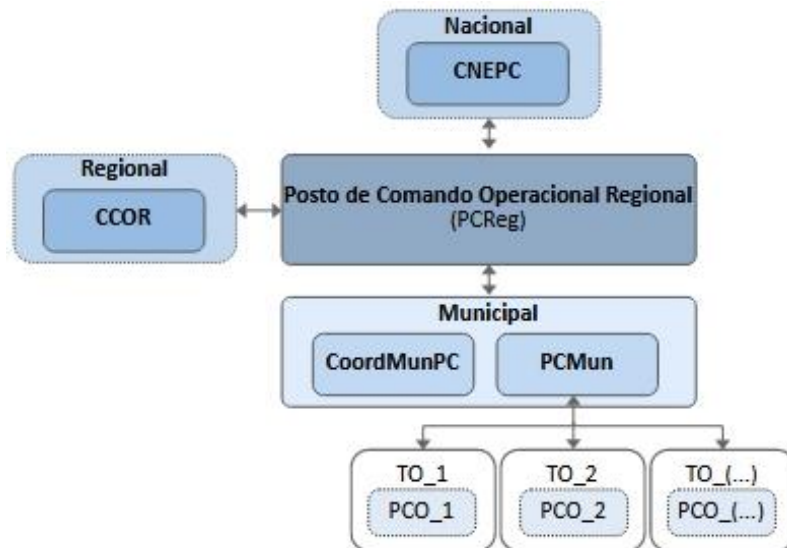 Nacional
CNEPC
Regional
CCOR
Posto de Comando Operacional Regional
(PCReg)
Municipal
CoordMunPC
PCMun
TO_1
PCO_1
TO_2
PCO_2
TO_(...)
PCO_(...)